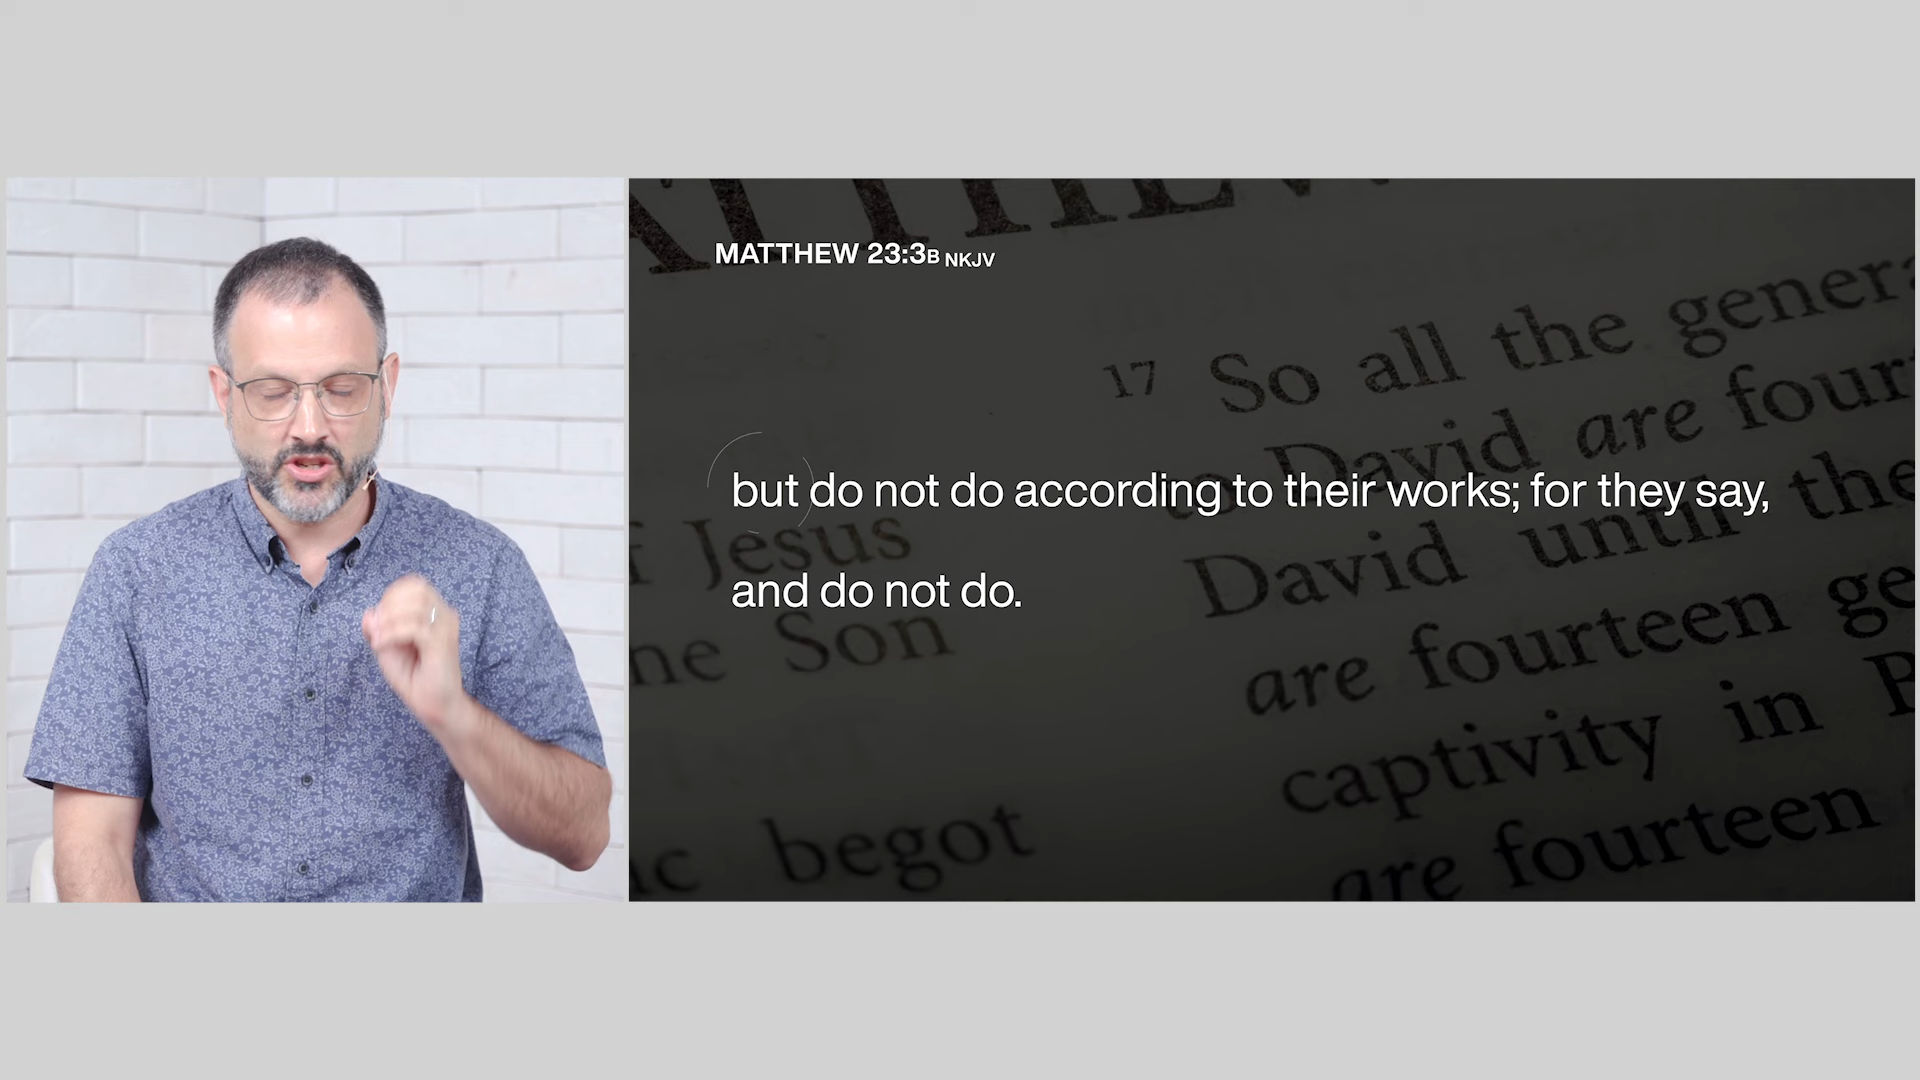 MATTHEW 23:3B NKJV
but do not do according to their works; for they say,
and do not do.
17 So all the genera
to David are four
David until the
are fourteen ge
captivity in
are fourteen
Jesus
he Son
begot